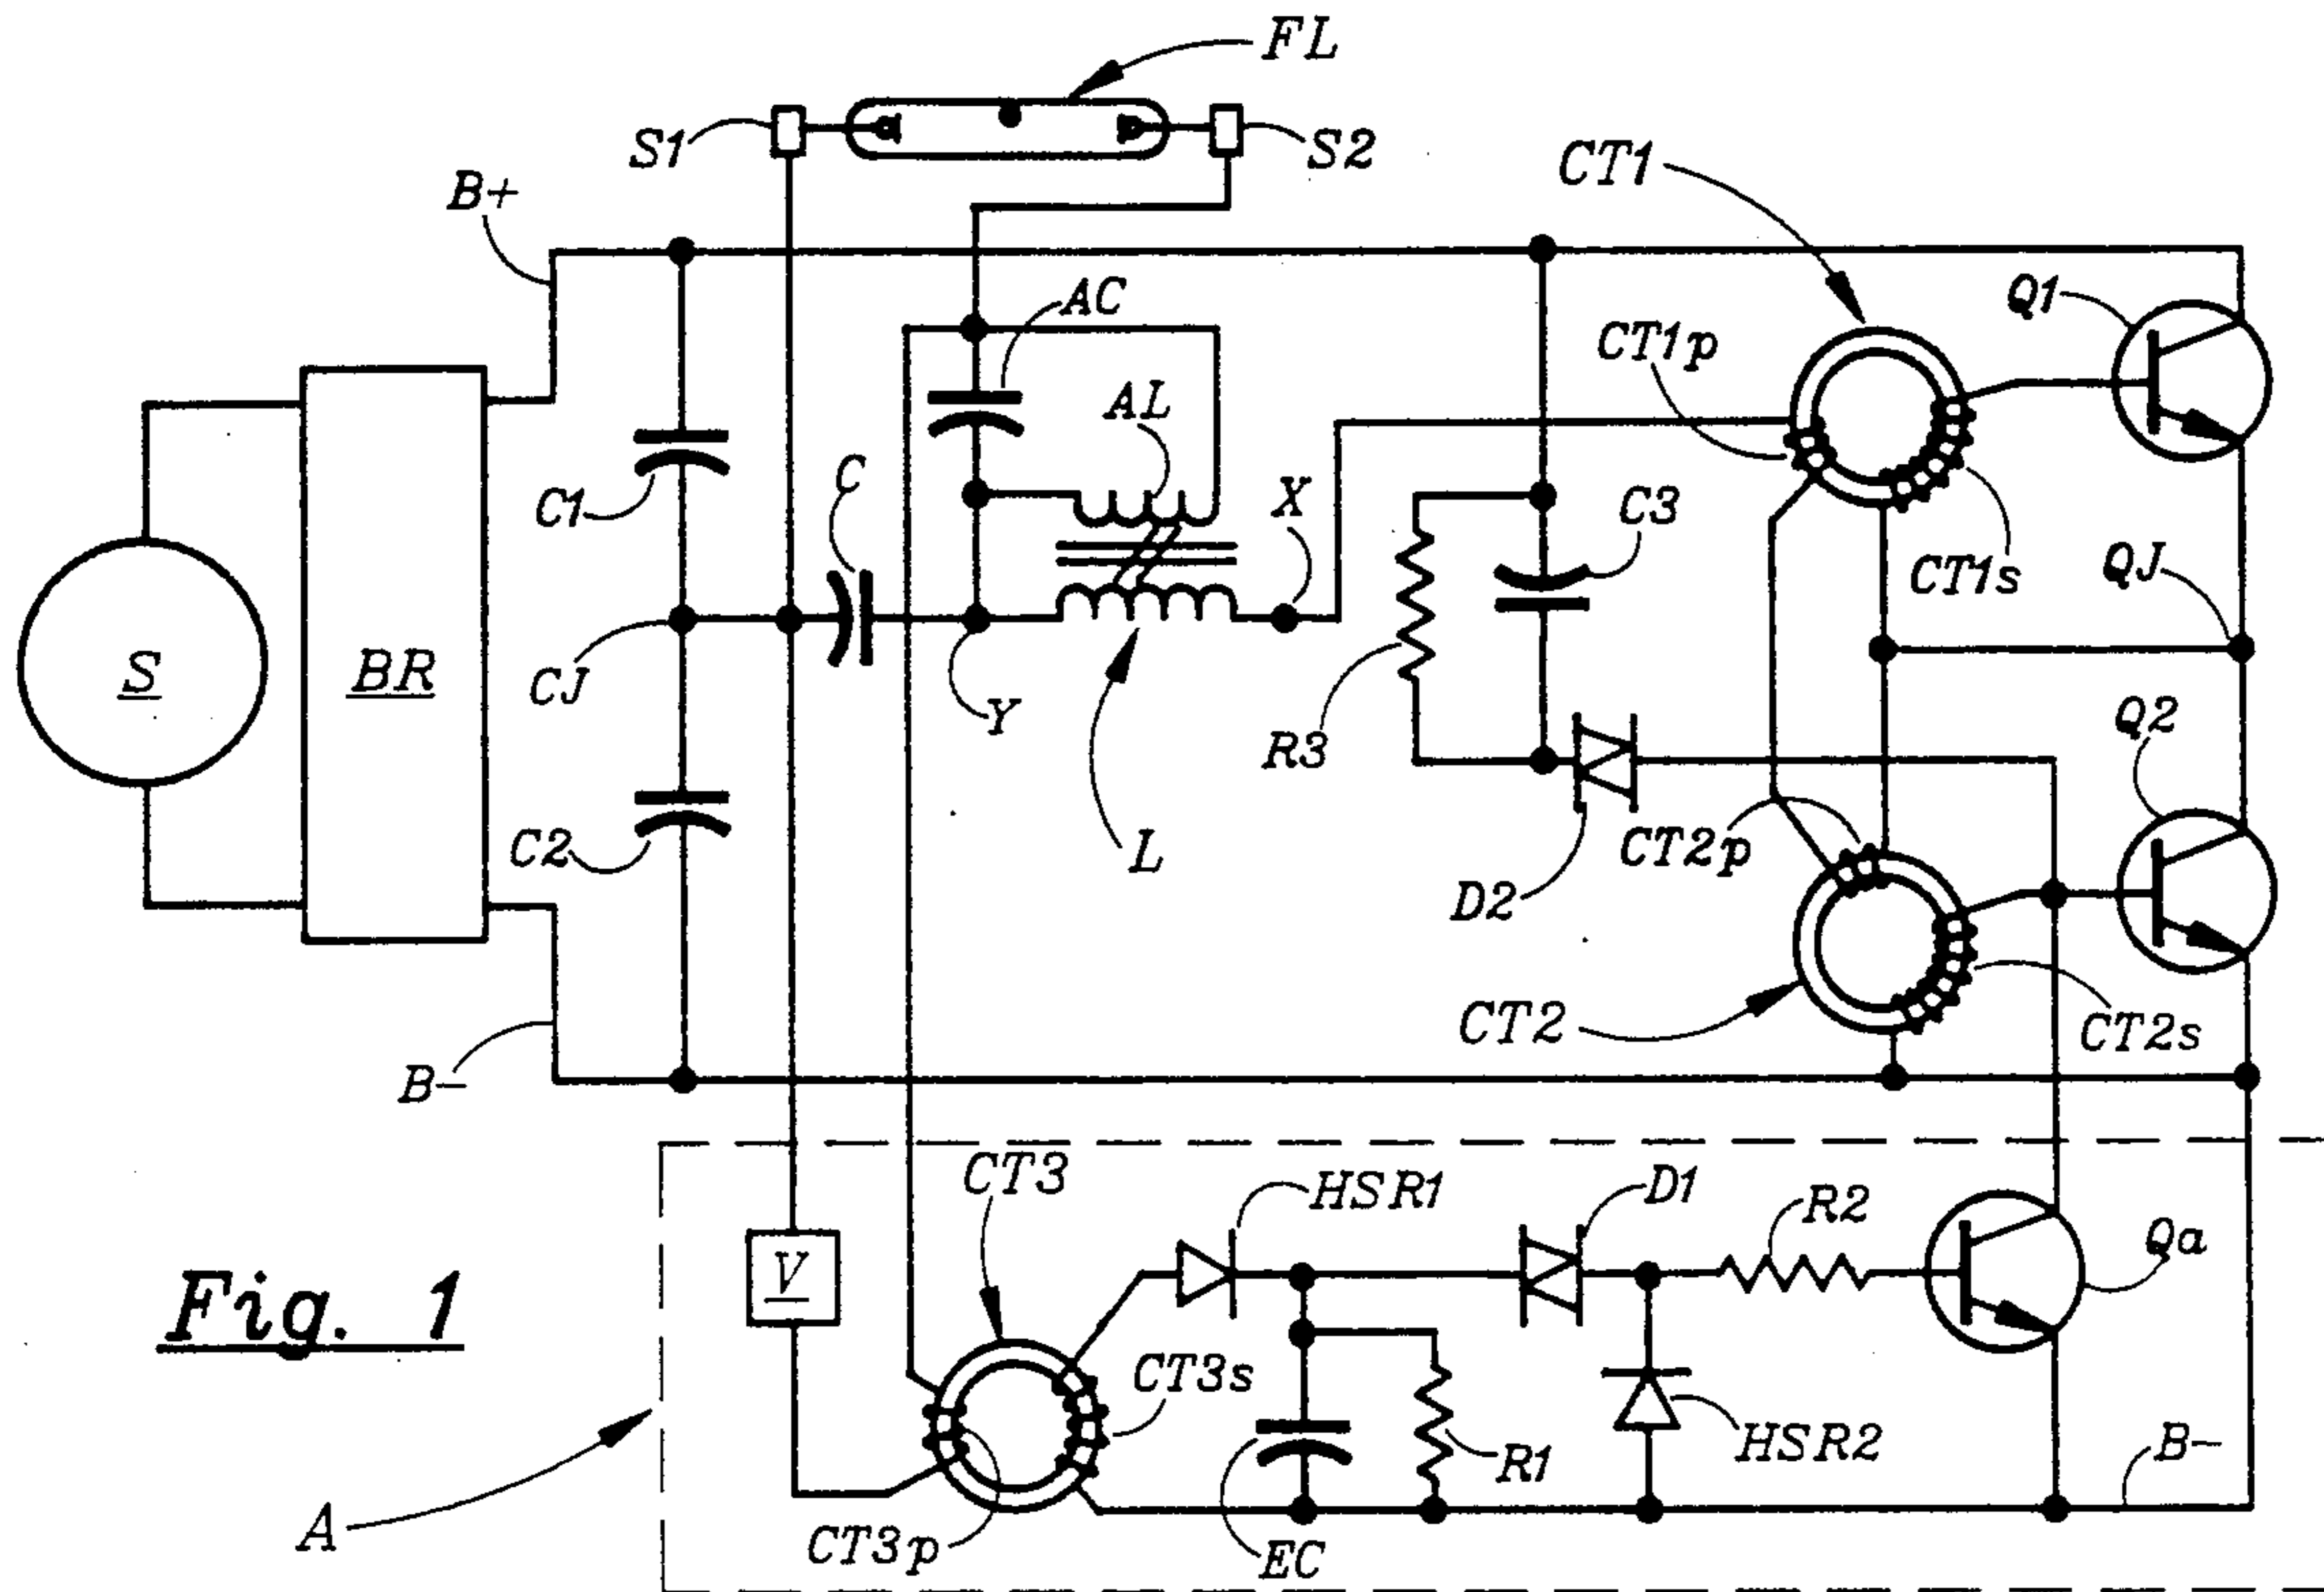 FL
S1
S2
CT1
B+
AC
Q1
CT1p
AL
C
X
C1
C3
CT1s
QJ
S
BR
CJ
Y
R3
Q2
C2
L
CT2p
D2
CT2
CT2s
B-
CT3
HSR1
D1
R2
Qa
V
Fig. 1
CT3s
HSR2
B-
R1
A
CT3p
EC